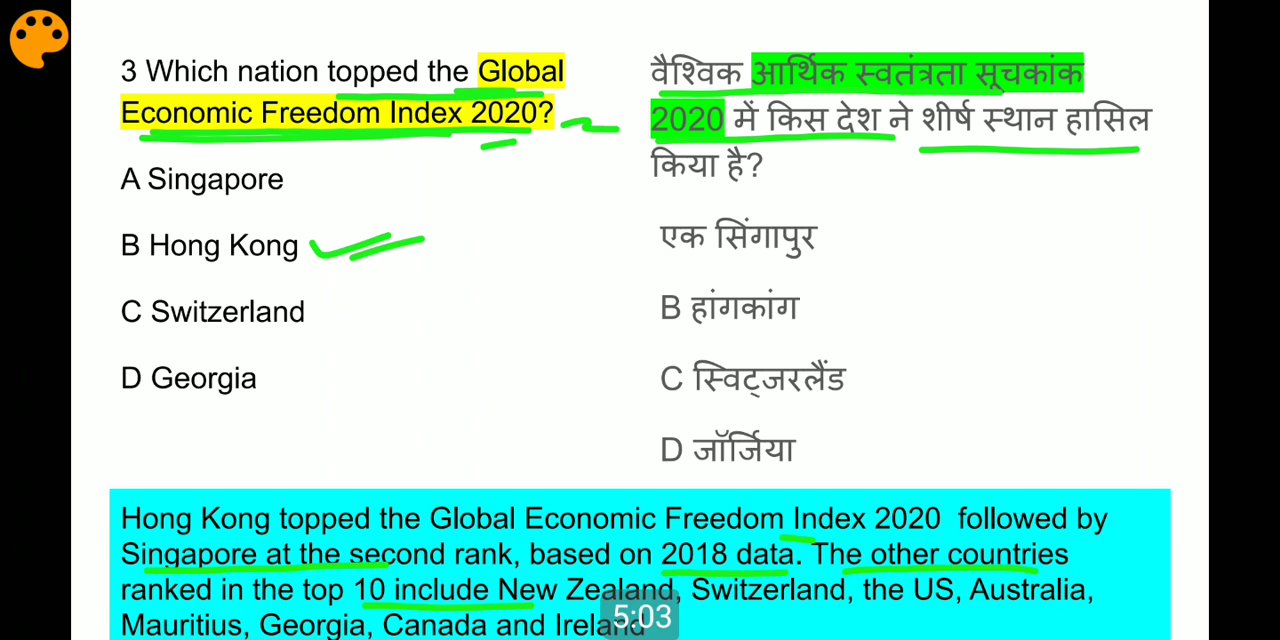 3 Which nation topped the Global
Economic Freedom Index 2020?
A Singapore
B Hong Kong
C Switzerland
D Georgia
वैश्विक आर्थिक स्वतंत्रता सूचकांक
2020 में किस देश ने शीर्ष स्थान हासिल
किया है?
एक सिंगापुर
B हांगकांग
C स्विट्जरलैंड
D जॉर्जिया
Hong Kong topped the Global Economic Freedom Index 2020 followed by
Singapore at the second rank, based on 2018 data. The other countries
ranked in the top 10 include New Zealand, Switzerland, the US, Australia,
Mauritius, Georgia, Canada and Ireland
5:03